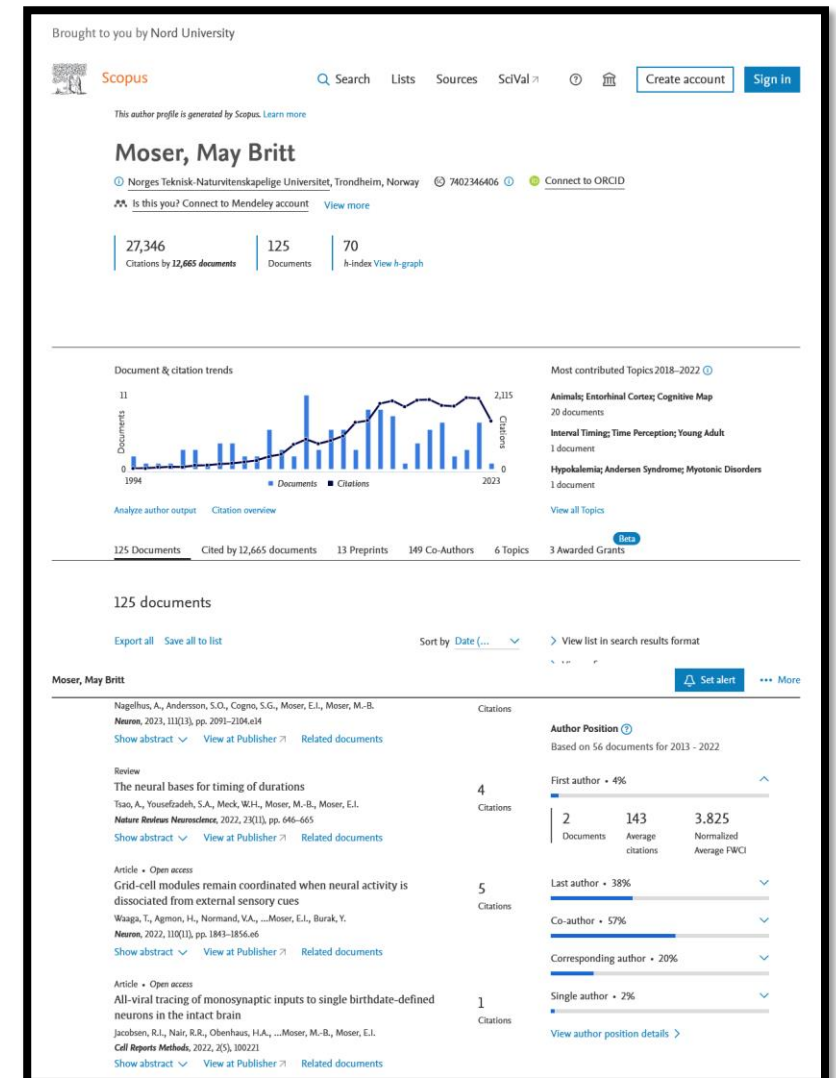 Brought to you by Nord University
Scopus
Search Lists Sources SciVal Create account Sign in
This author profile is generated by Scopus. Learn more
Moser, May Britt
Norges Teknisk-Naturvitenskapelige Universitet, Trondheim, Norway SC 7402346406 iD Connect to ORCID
Is this you? Connect to Mendeley account View more
27,346 125 70
Citations by 12,665 documents Documents h-index View h-graph
Document & citation trends
11 2,115
Documents
Citations
0 0
1994 2023
Documents Citations
Analyze author output Citation overview
Most contributed Topics 2018–2022
Animals; Entorhinal Cortex; Cognitive Map
20 documents
Interval Timing; Time Perception; Young Adult
1 document
Hypokalemia; Andersen Syndrome; Myotonic Disorders
1 document
View all Topics
Beta
125 Documents Cited by 12,665 documents 13 Preprints 149 Co-Authors 6 Topics 3 Awarded Grants
125 documents
Export all Save all to list Sort by Date (... View list in search results format
Moser, May Britt Set alert ••• More
Nagelhus, A., Andersson, S.O., Cogno, S.G., Moser, E.I., Moser, M.-B.
Neuron, 2023, 111(13), pp. 2091–2104.e14
Citations
Show abstract View at Publisher Related documents
Review
The neural bases for timing of durations
Tsao, A., Yousefzadeh, S.A., Meck, W.H., Moser, M.-B., Moser, E.I.
Nature Reviews Neuroscience, 2022, 23(11), pp. 646–665
4
Citations
Show abstract View at Publisher Related documents
Article • Open access
Grid-cell modules remain coordinated when neural activity is
dissociated from external sensory cues
Waaga, T., Agmon, H., Normand, V.A., ...Moser, E.I., Burak, Y.
Neuron, 2022, 110(11), pp. 1843–1856.e6
5
Citations
Show abstract View at Publisher Related documents
Article • Open access
All-viral tracing of monosynaptic inputs to single birthdate-defined
neurons in the intact brain
Jacobsen, R.I., Nair, R.R., Obenhaus, H.A., ...Moser, M.-B., Moser, E.I.
Cell Reports Methods, 2022, 2(5), 100221
1
Citations
Show abstract View at Publisher Related documents
Author Position
Based on 56 documents for 2013 - 2022
First author • 4%
2 143 3.825
Documents Average citations Normalized Average FWCI
Last author • 38%
Co-author • 57%
Corresponding author • 20%
Single author • 2%
View author position details